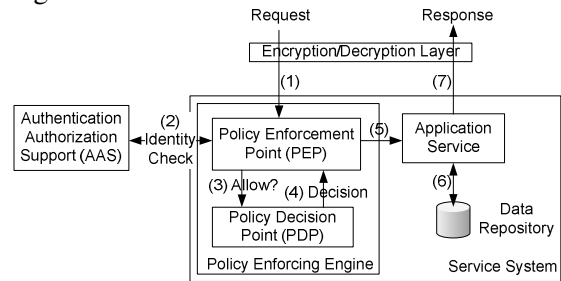 Request
Response
Encryption/Decryption Layer
(1)
(7)
Authentication
Authorization
Support (AAS)
(2)
Identity
Check
Policy Enforcement
Point (PEP)
(5)
Application
Service
(3) Allow?
(4) Decision
(6)
Policy Decision
Point (PDP)
Data
Repository
Policy Enforcing Engine
Service System